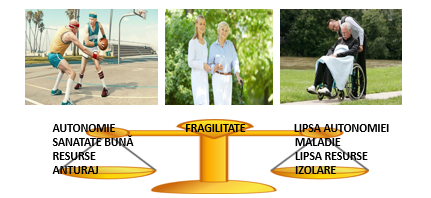 AUTONOMIE
SANATATE BUNĂ
RESURSE
ANTURAJ
FRAGILITATE
LIPSA AUTONOMIEI
MALADIE
LIPSA RESURSE
IZOLARE